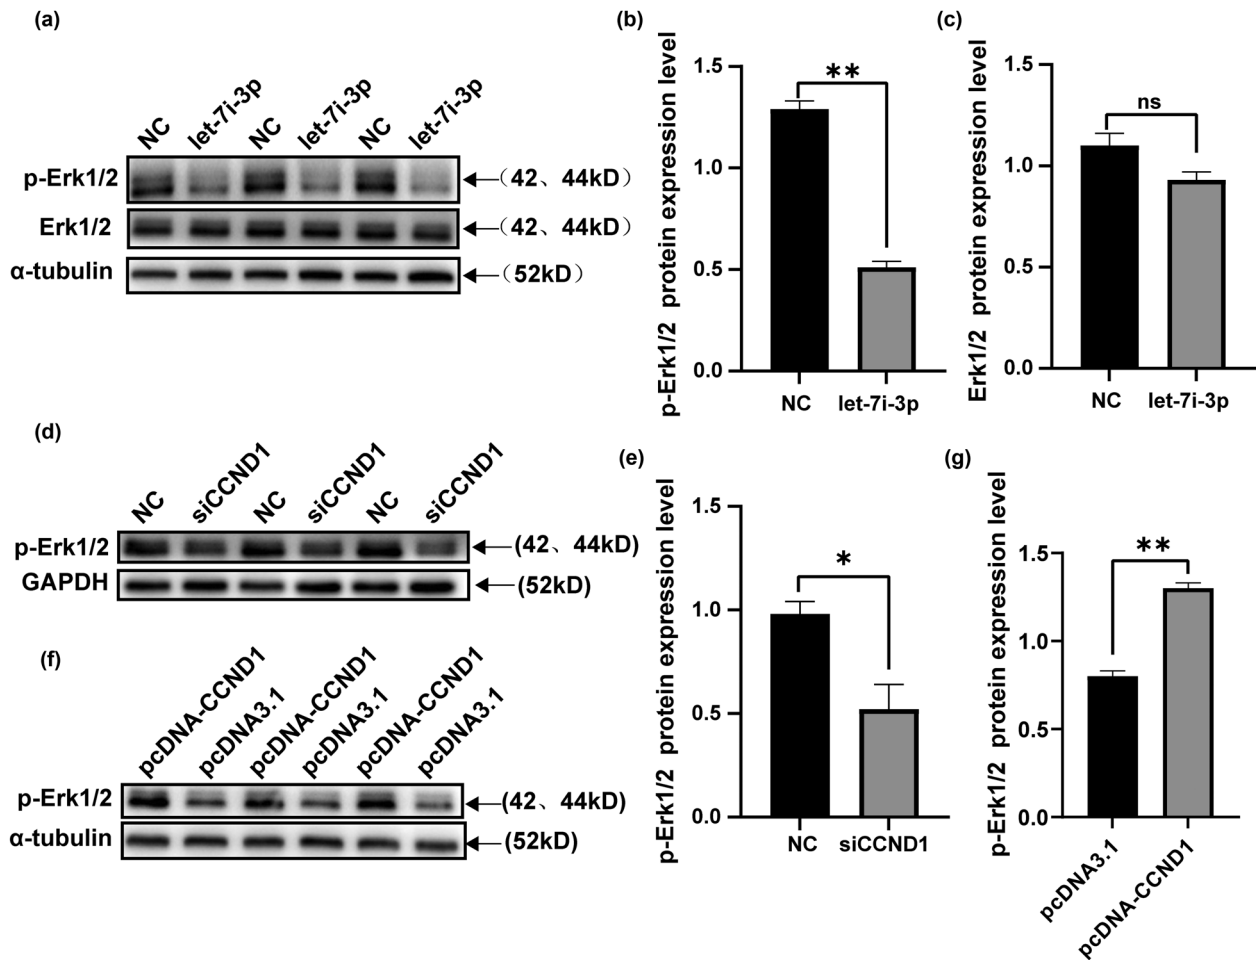 (a)
NC let-7i-3p NC let-7i-3p NC let-7i-3p
p-Erk1/2 (42、44kD）
Erk1/2 (42、44kD）
α-tubulin （52kD）
(b)
p-Erk1/2 protein expression level
1.5
1.0
0.5
0.0
**
NC let-7i-3p
(c)
Erk1/2 protein expression level
1.5
1.0
0.5
0.0
ns
NC let-7i-3p
(d)
NC siCCND1 NC siCCND1 NC siCCND1
p-Erk1/2 (42、44kD)
GAPDH (52kD)
(e)
p-Erk1/2 protein expression level
1.5
1.0
0.5
0.0
*
NC siCCND1
(f)
pcDNA-CCND1 pcDNA3.1 pcDNA-CCND1 pcDNA3.1 pcDNA-CCND1 pcDNA3.1
p-Erk1/2 (42、44kD)
α-tubulin (52kD)
(g)
p-Erk1/2 protein expression level
1.5
1.0
0.5
0.0
**
pcDNA3.1 pcDNA-CCND1